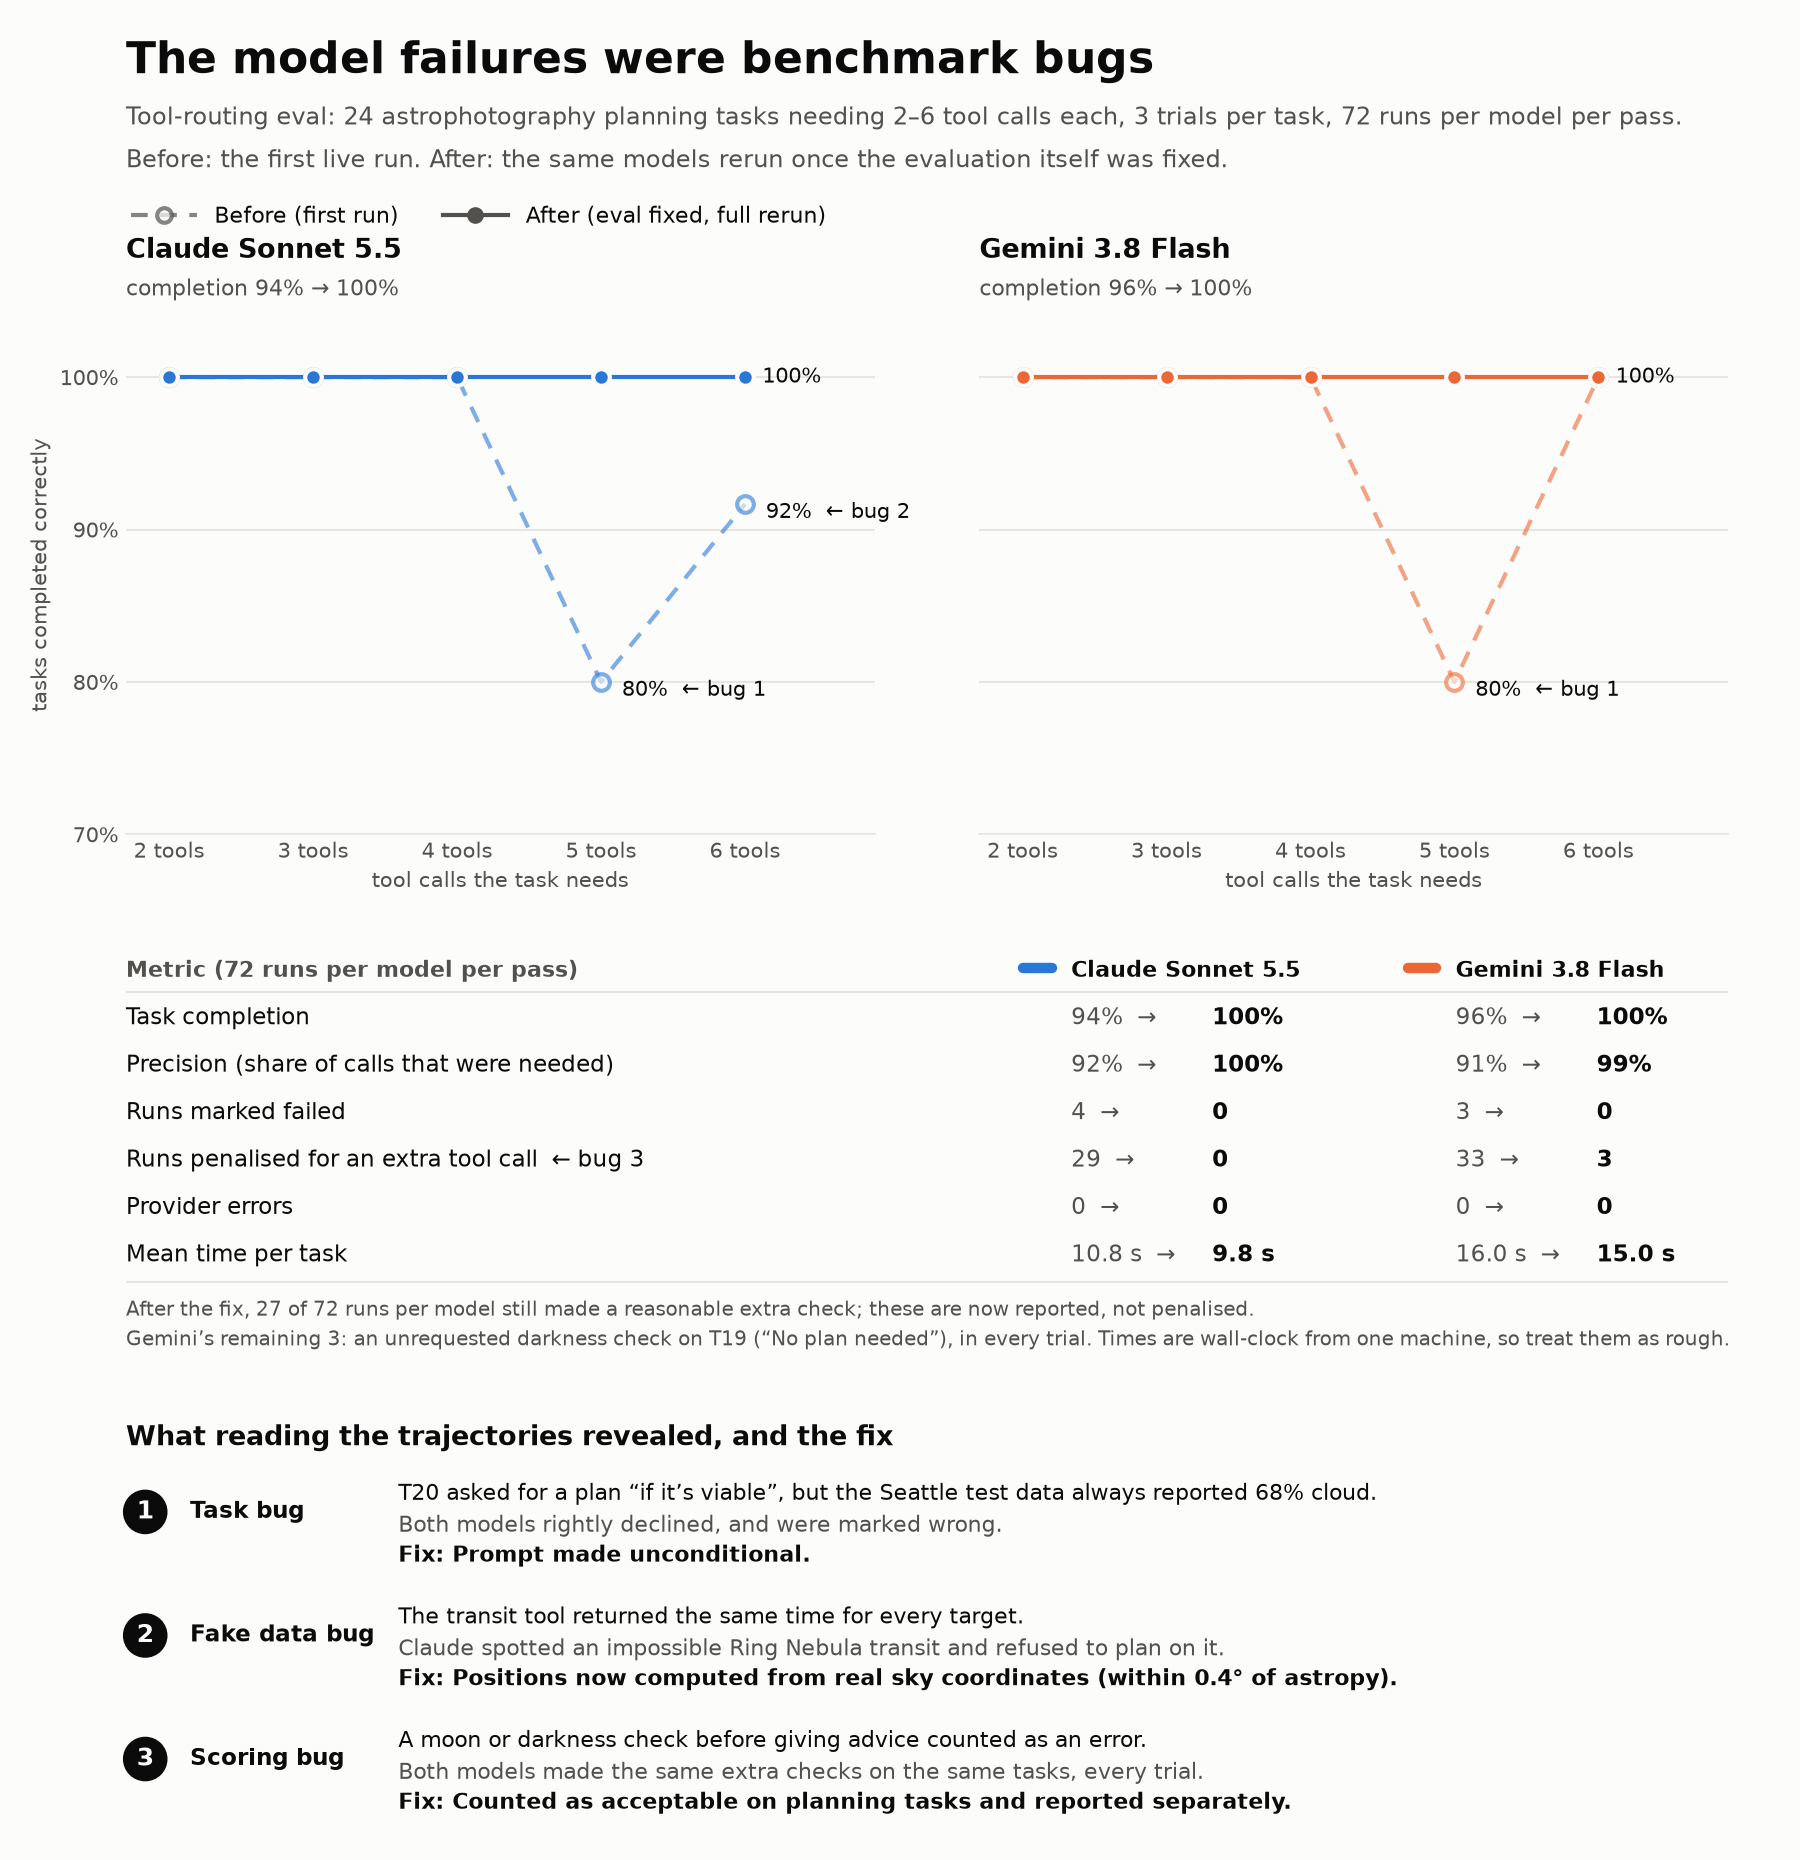 The model failures were benchmark bugs
Tool-routing eval: 24 astrophotography planning tasks needing 2–6 tool calls each, 3 trials per task, 72 runs per model per pass.
Before: the first live run. After: the same models rerun once the evaluation itself was fixed.
Before (first run) After (eval fixed, full rerun)
Claude Sonnet 5.5
completion 94% → 100%
tasks completed correctly
100%
90%
80%
70%
100%
92% ← bug 2
80% ← bug 1
2 tools 3 tools 4 tools 5 tools 6 tools
tool calls the task needs
Gemini 3.8 Flash
completion 96% → 100%
100%
80% ← bug 1
2 tools 3 tools 4 tools 5 tools 6 tools
tool calls the task needs
Metric (72 runs per model per pass) Claude Sonnet 5.5 Gemini 3.8 Flash
Task completion 94% → 100% 96% → 100%
Precision (share of calls that were needed) 92% → 100% 91% → 99%
Runs marked failed 4 → 0 3 → 0
Runs penalised for an extra tool call ← bug 3 29 → 0 33 → 3
Provider errors 0 → 0 0 → 0
Mean time per task 10.8 s → 9.8 s 16.0 s → 15.0 s
After the fix, 27 of 72 runs per model still made a reasonable extra check; these are now reported, not penalised.
Gemini’s remaining 3: an unrequested darkness check on T19 (“No plan needed”), in every trial. Times are wall-clock from one machine, so treat them as rough.
What reading the trajectories revealed, and the fix
1 Task bug
T20 asked for a plan “if it’s viable”, but the Seattle test data always reported 68% cloud.
Both models rightly declined, and were marked wrong.
Fix: Prompt made unconditional.
2 Fake data bug
The transit tool returned the same time for every target.
Claude spotted an impossible Ring Nebula transit and refused to plan on it.
Fix: Positions now computed from real sky coordinates (within 0.4° of astropy).
3 Scoring bug
A moon or darkness check before giving advice counted as an error.
Both models made the same extra checks on the same tasks, every trial.
Fix: Counted as acceptable on planning tasks and reported separately.